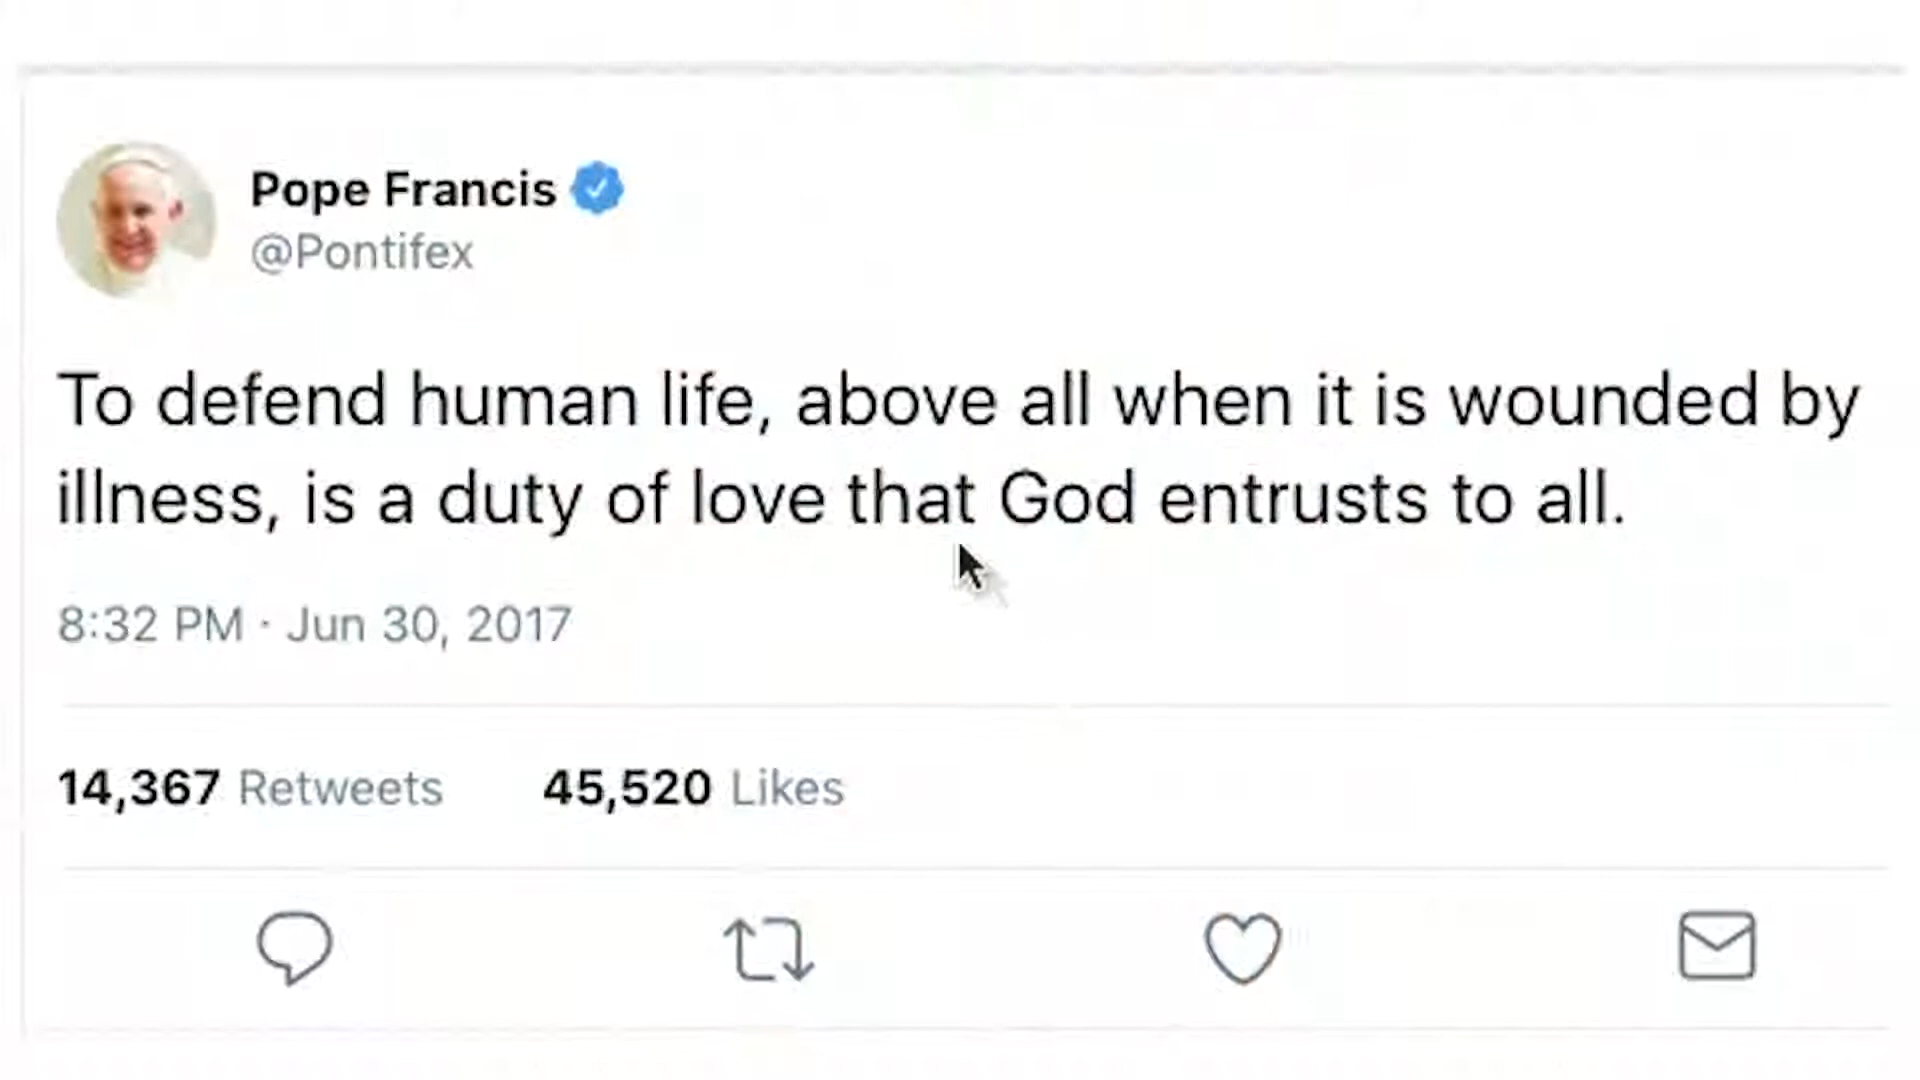 Pope Francis
@Pontifex
To defend human life, above all when it is wounded by
illness, is a duty of love that God entrusts to all.
8:32 PM · Jun 30, 2017
14,367 Retweets 45,520 Likes